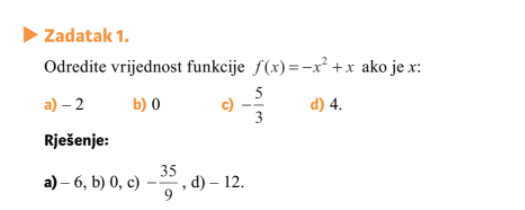 ▶ Zadatak 1.
Odredite vrijednost funkcije f(x) = −x² + x ako je x:
a) – 2 b) 0 c) −5/3 d) 4.
Rješenje:
a) – 6, b) 0, c) −35/9 , d) – 12.